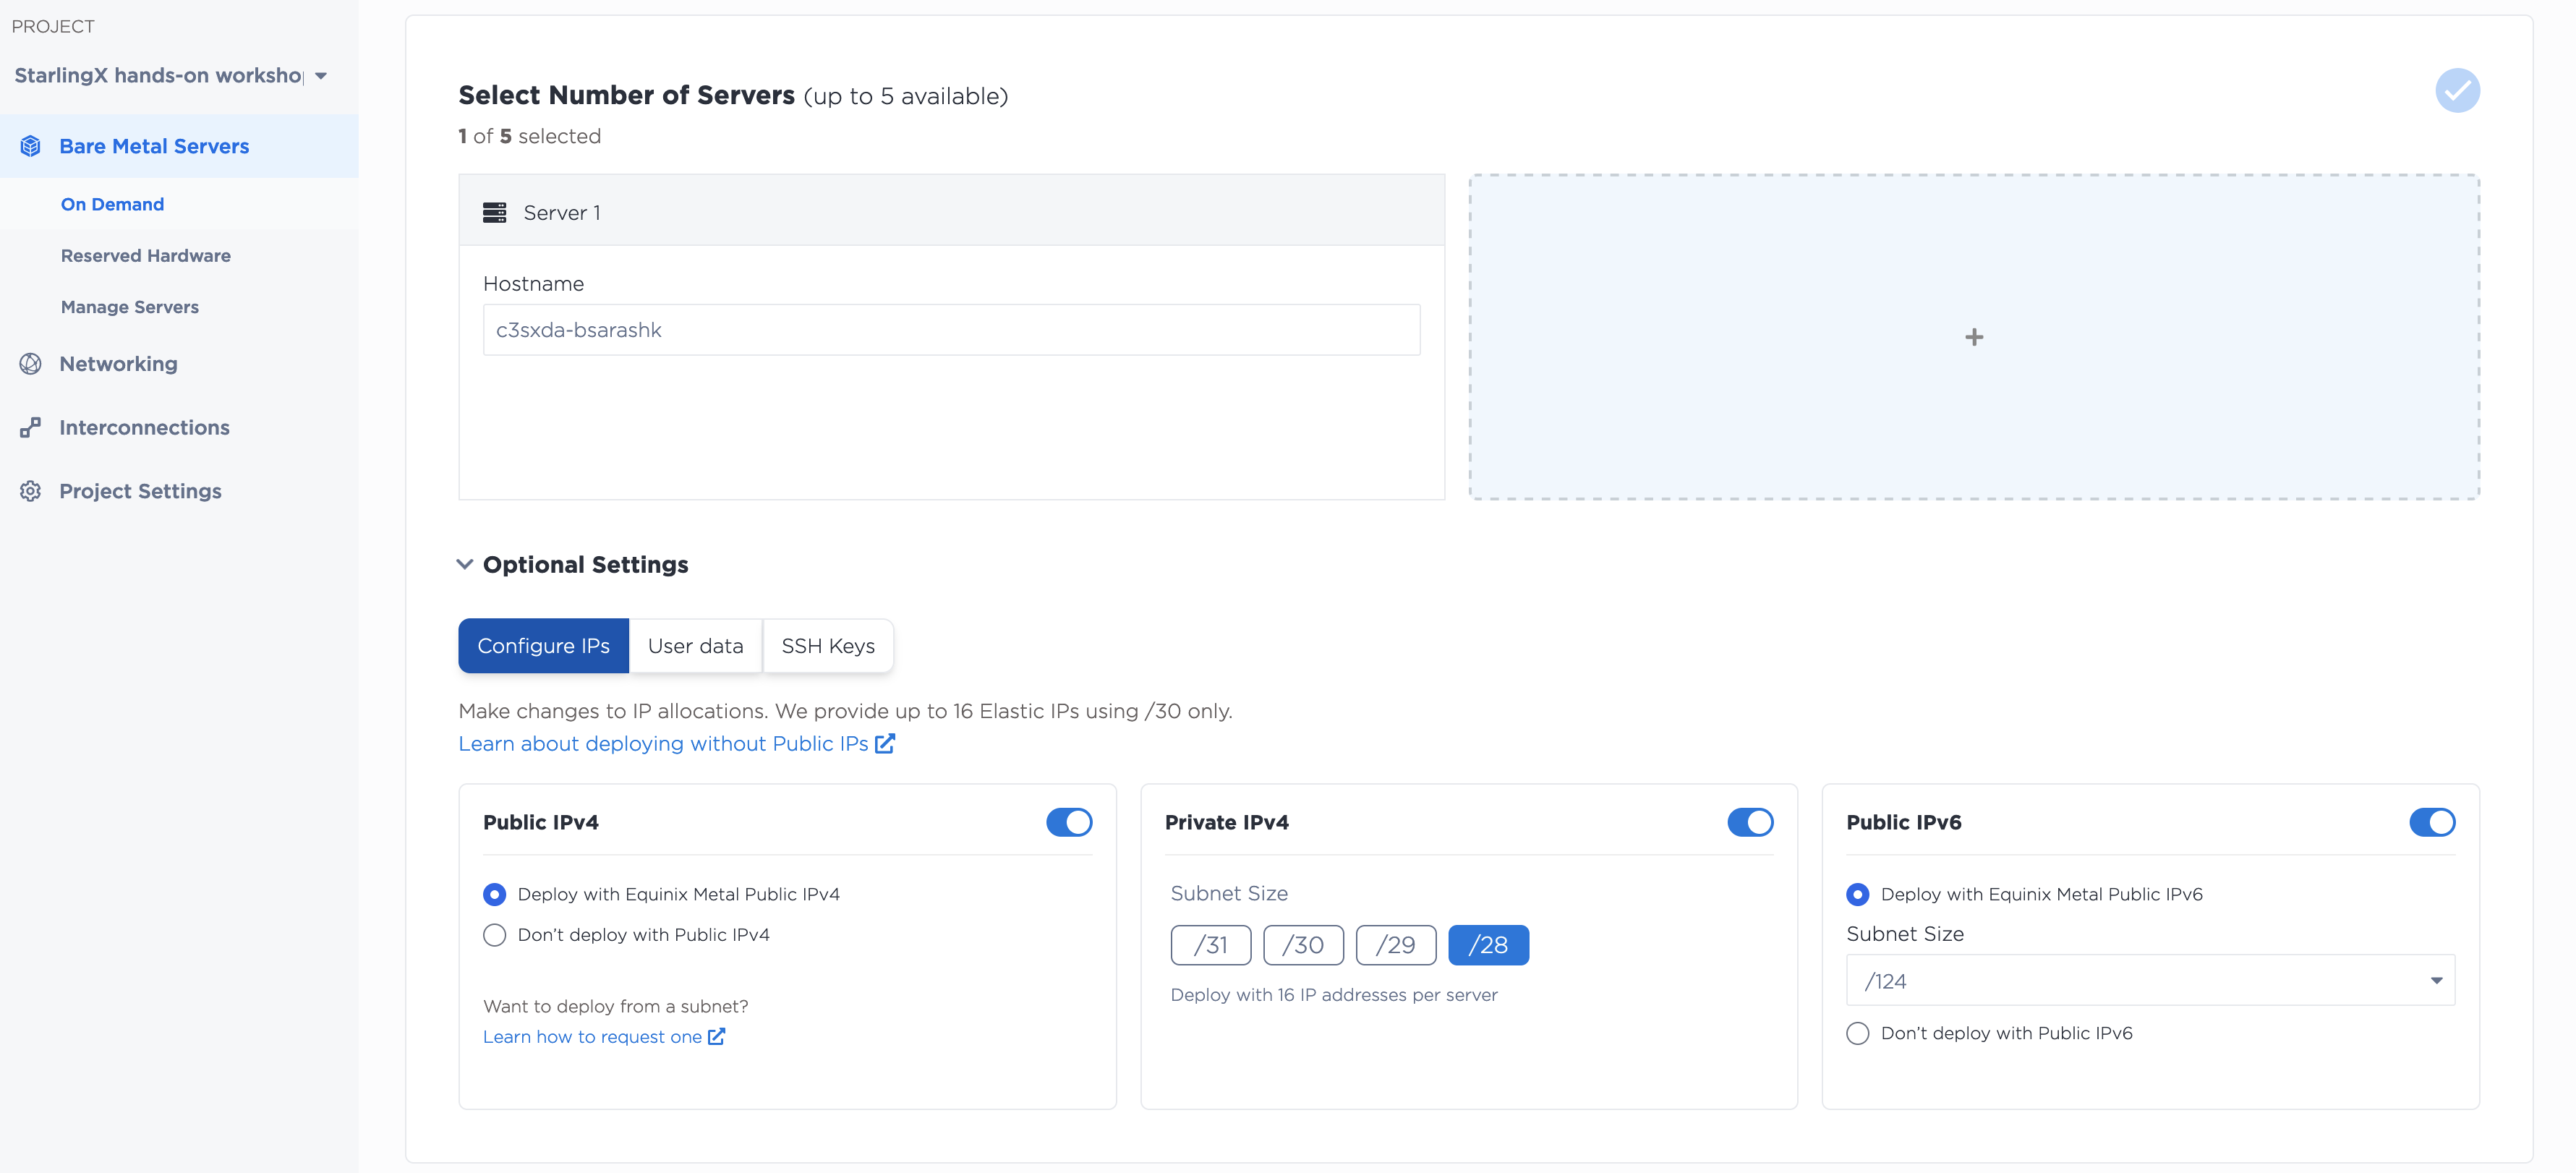 PROJECT
StarlingX hands-on worksho
Bare Metal Servers
On Demand
Reserved Hardware
Manage Servers
Networking
Interconnections
Project Settings
Select Number of Servers (up to 5 available)
1 of 5 selected
Server 1
Hostname
c3sxda-bsarashk
+
Optional Settings
Configure IPs User data SSH Keys
Make changes to IP allocations. We provide up to 16 Elastic IPs using /30 only.
Learn about deploying without Public IPs
Public IPv4
Deploy with Equinix Metal Public IPv4
Don't deploy with Public IPv4
Want to deploy from a subnet?
Learn how to request one
Private IPv4
Subnet Size
/31 /30 /29 /28
Deploy with 16 IP addresses per server
Public IPv6
Deploy with Equinix Metal Public IPv6
Subnet Size
/124
Don't deploy with Public IPv6